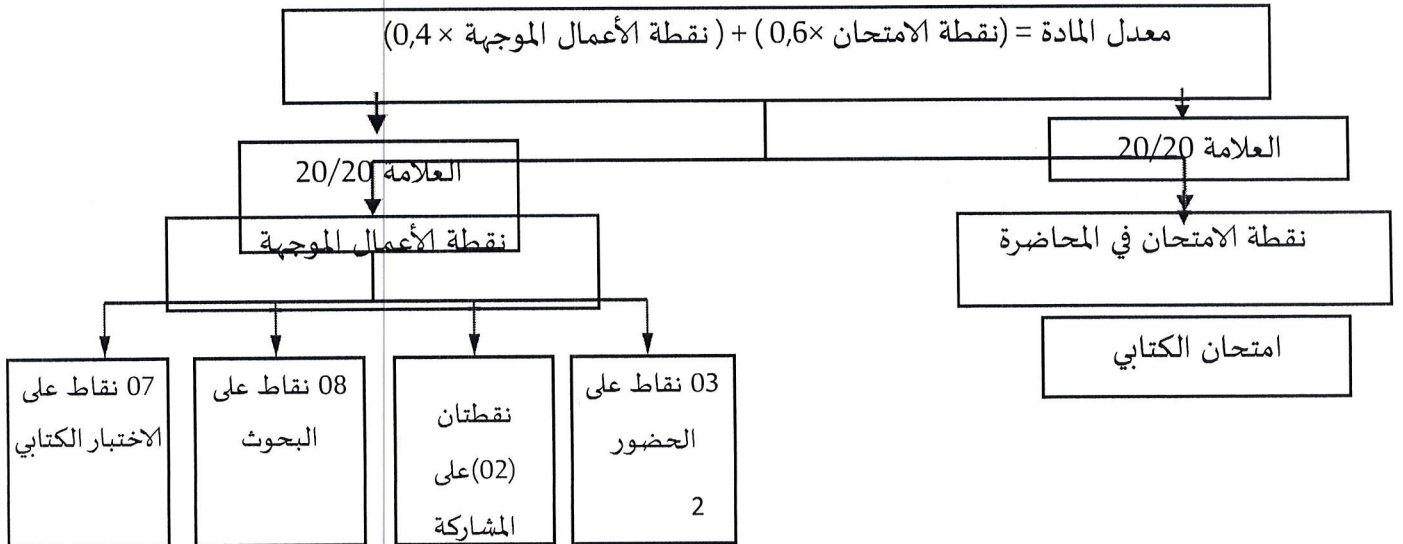 معدل المادة = (نقطة الامتحان ×0,6) + (نقطة الأعمال الموجهة × 0,4)
العلامة 20/20
العلامة 20/20
نقطة الامتحان في المحاضرة
نقطة الأعمال الموجهة
امتحان الكتابي
03 نقاط على
الحضور
2
نقطتان
(02)على
المشاركة
08 نقاط على
البحوث
07 نقاط على
الاختبار الكتابي